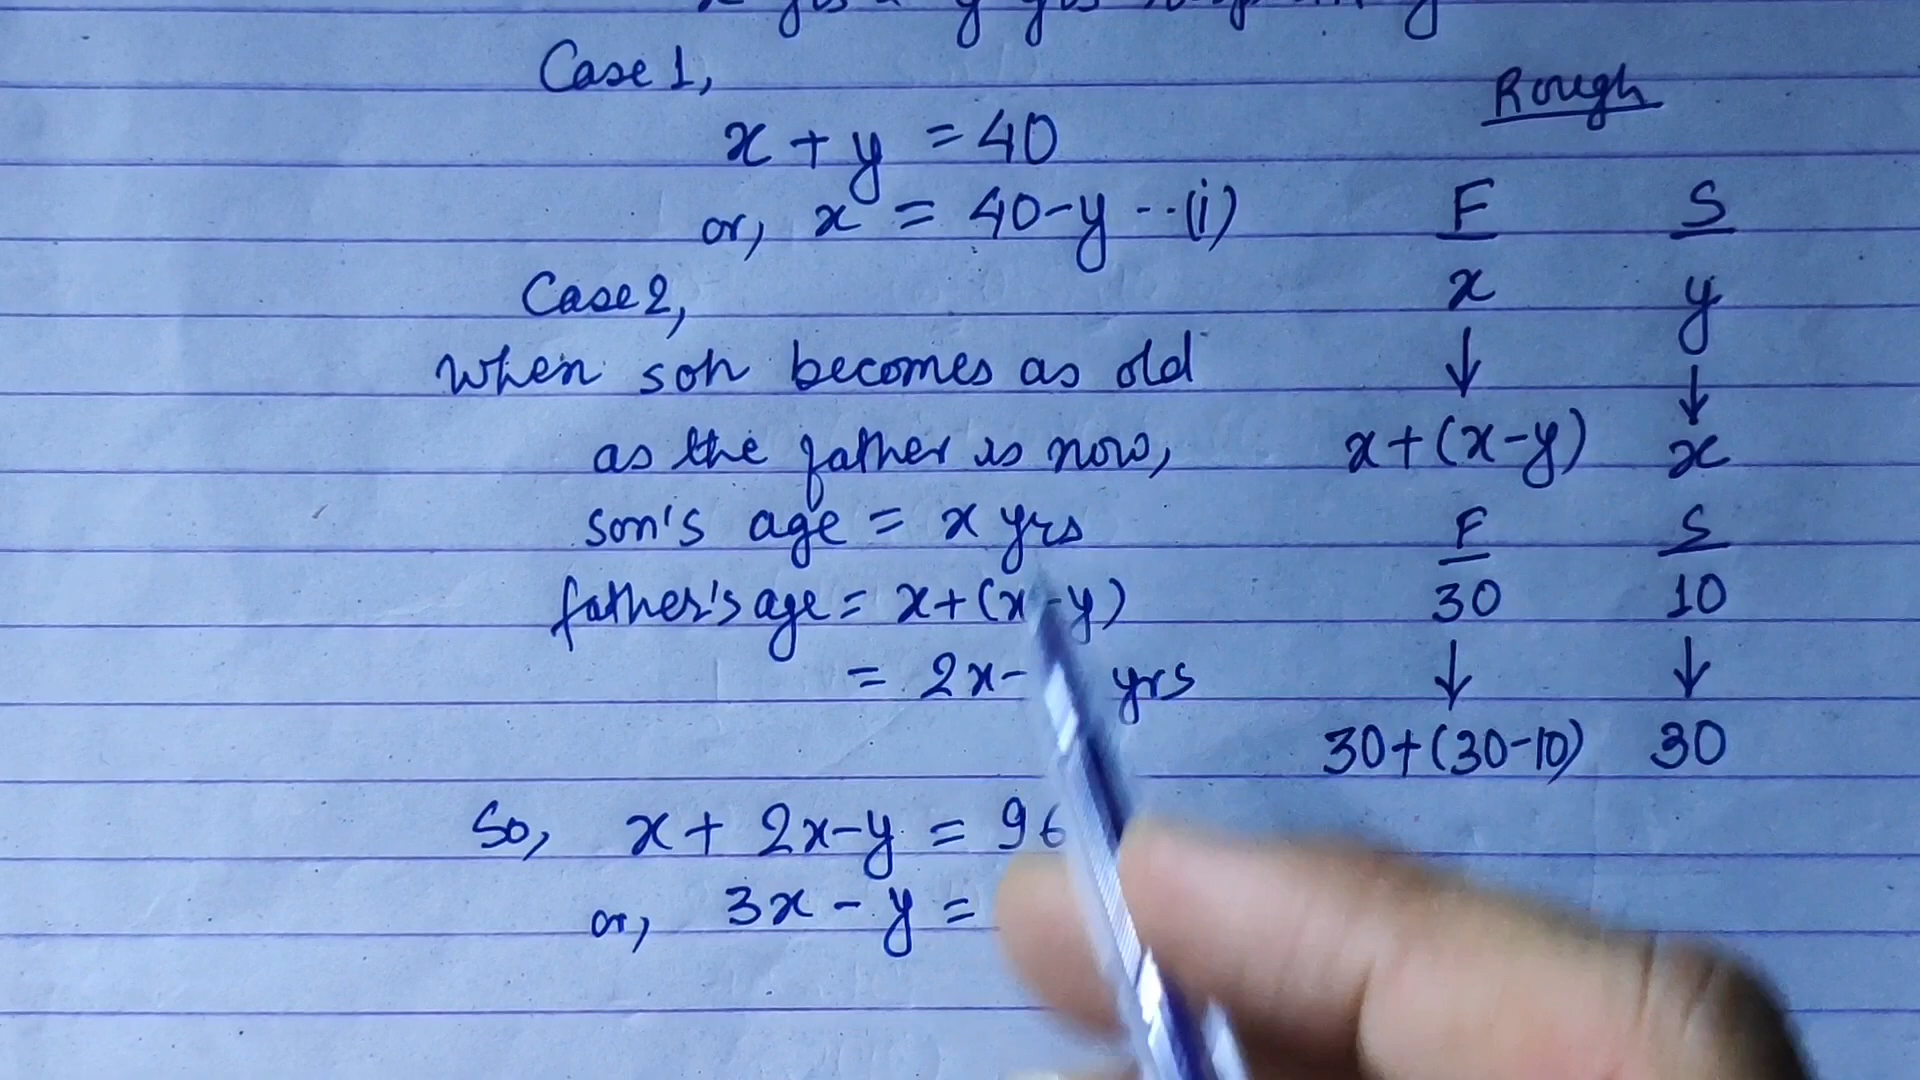 Case 1,
x + y = 40
or, x = 40-y --(i)
Case 2,
When son becomes as old
as the father is now,
son's age = x yrs
father's age = x+(x-y)
= 2x- yrs
So, x + 2x-y = 96
or, 3x - y =
Rough
F S
x y
↓ ↓
x+(x-y) x
F S
30 10
↓ ↓
30+(30-10) 30